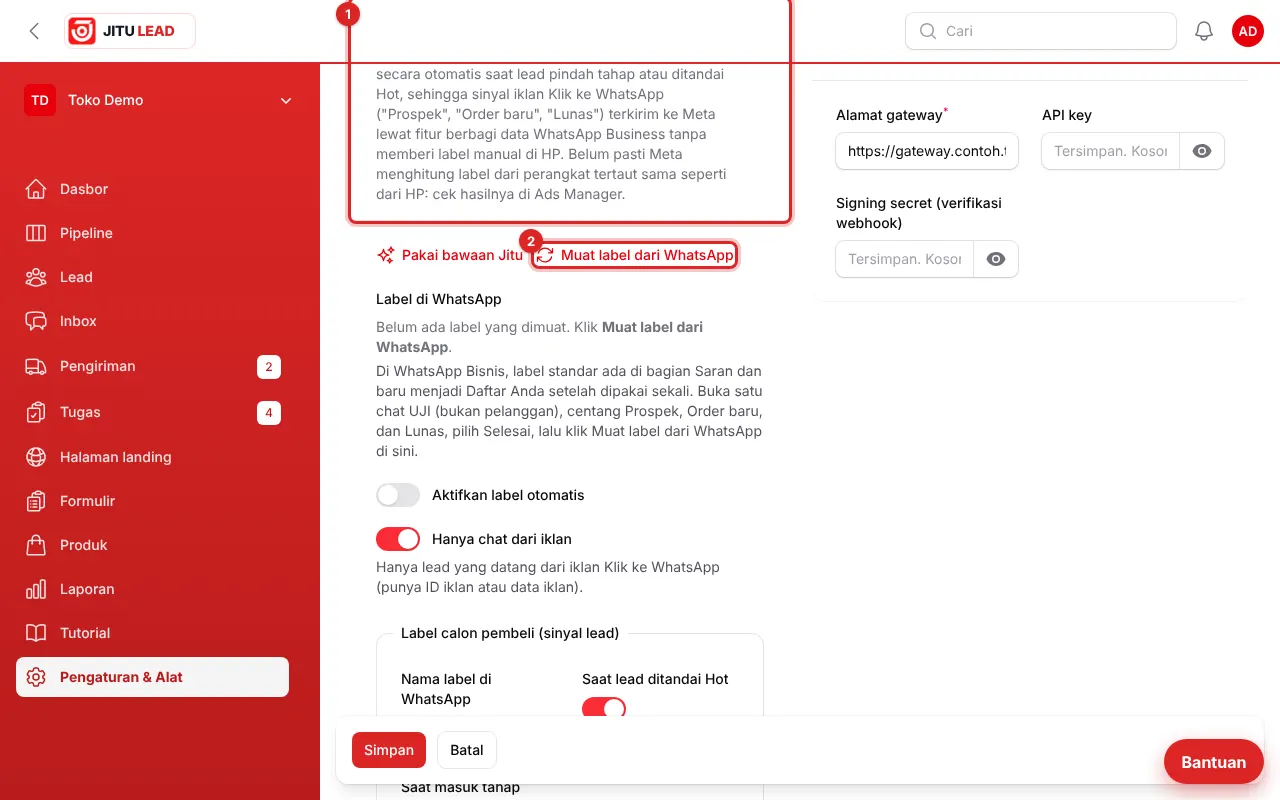 JITU LEAD
Cari
AD
1
TD
Toko Demo
Dasbor
Pipeline
Lead
Inbox
Pengiriman
2
Tugas
4
Halaman landing
Formulir
Produk
Laporan
Tutorial
Pengaturan & Alat
secara otomatis saat lead pindah tahap atau ditandai
Hot, sehingga sinyal iklan Klik ke WhatsApp
("Prospek", "Order baru", "Lunas") terkirim ke Meta
lewat fitur berbagi data WhatsApp Business tanpa
memberi label manual di HP. Belum pasti Meta
menghitung label dari perangkat tertaut sama seperti
dari HP: cek hasilnya di Ads Manager.
2
Pakai bawaan Jitu
Muat label dari WhatsApp
Label di WhatsApp
Belum ada label yang dimuat. Klik Muat label dari
WhatsApp.
Di WhatsApp Bisnis, label standar ada di bagian Saran dan
baru menjadi Daftar Anda setelah dipakai sekali. Buka satu
chat UJI (bukan pelanggan), centang Prospek, Order baru,
dan Lunas, pilih Selesai, lalu klik Muat label dari WhatsApp
di sini.
Aktifkan label otomatis
Hanya chat dari iklan
Hanya lead yang datang dari iklan Klik ke WhatsApp
(punya ID iklan atau data iklan).
Label calon pembeli (sinyal lead)
Nama label di
WhatsApp
Saat lead ditandai Hot
Saat masuk tahap
Simpan
Batal
Alamat gateway*
https://gateway.contoh.
API key
Tersimpan. Kosor
Signing secret (verifikasi
webhook)
Tersimpan. Kosor
Bantuan